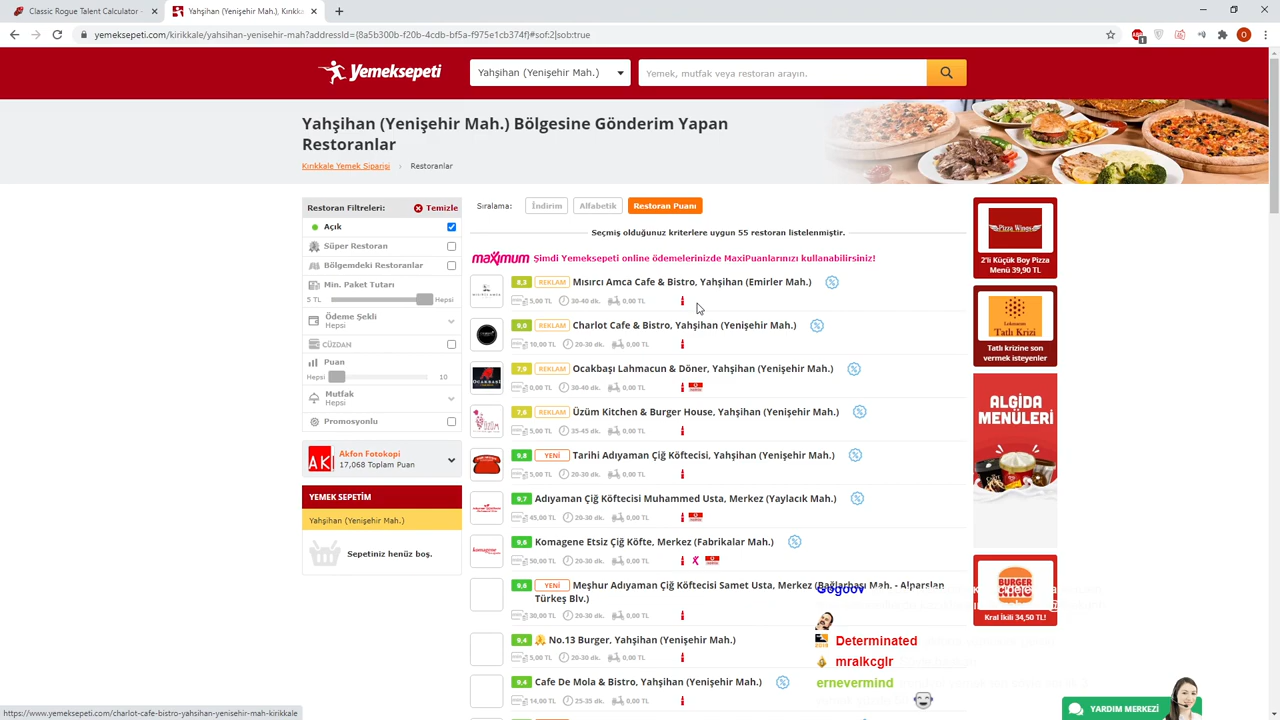 Classic Rogue Talent Calculator -
Yahşihan (Yenişehir Mah.), Kırıkkale
yemeksepeti.com/kirikkale/yahsihan-yenisehir-mah?addressId={8a5b300b-f20b-4cdb-bf5a-f975e1cb374f}#sof:2|sob:true
Yemeksepeti
Yahşihan (Yenişehir Mah.)
Yemek, mutfak veya restoran arayın.
Yahşihan (Yenişehir Mah.) Bölgesine Gönderim Yapan
Restoranlar
Kırıkkale Yemek Siparişi › Restoranlar
Restoran Filtreleri: Temizle
Açık
Süper Restoran
Bölgemdeki Restoranlar
Min. Paket Tutarı
5 TL Hepsi
Ödeme Şekli
Hepsi
CÜZDAN
Puan
Hepsi 10
Mutfak
Hepsi
Promosyonlu
Akfon Fotokopi
17,068 Toplam Puan
YEMEK SEPETİM
Yahşihan (Yenişehir Mah.)
Sepetiniz henüz boş.
Sıralama: İndirim Alfabetik Restoran Puanı
Seçmiş olduğunuz kriterlere uygun 55 restoran listelenmiştir.
maxımum Şimdi Yemeksepeti online ödemelerinizde MaxiPuanlarınızı kullanabilirsiniz!
8,3 REKLAM Mısırcı Amca Cafe & Bistro, Yahşihan (Emirler Mah.)
5,00 TL 30-40 dk. 0,00 TL
9,0 REKLAM Charlot Cafe & Bistro, Yahşihan (Yenişehir Mah.)
10,00 TL 20-30 dk. 0,00 TL
7,9 REKLAM Ocakbaşı Lahmacun & Döner, Yahşihan (Yenişehir Mah.)
0,00 TL 30-40 dk. 0,00 TL
7,6 REKLAM Üzüm Kitchen & Burger House, Yahşihan (Yenişehir Mah.)
5,00 TL 35-45 dk. 0,00 TL
9,8 YENİ Tarihi Adıyaman Çiğ Köftecisi, Yahşihan (Yenişehir Mah.)
5,00 TL 20-30 dk. 0,00 TL
9,7 Adıyaman Çiğ Köftecisi Muhammed Usta, Merkez (Yaylacık Mah.)
45,00 TL 20-30 dk. 0,00 TL
9,6 Komagene Etsiz Çiğ Köfte, Merkez (Fabrikalar Mah.)
50,90 TL 20-30 dk. 0,00 TL
9,6 YENİ Meşhur Adıyaman Çiğ Köftecisi Samet Usta, Merkez (Bağlarbaşı Mah. - Alparslan
Türkeş Blv.)
30,00 TL 20-30 dk. 0,00 TL
9,4 No.13 Burger, Yahşihan (Yenişehir Mah.)
5,00 TL 20-30 dk. 0,00 TL
9,4 Cafe De Mola & Bistro, Yahşihan (Yenişehir Mah.)
14,00 TL 25-35 dk. 0,00 TL
Pizza Wings
2'li Küçük Boy Pizza
Menü 39,90 TL
Tatlı Krizi
Tatlı krizine son
vermek isteyenler
ALGIDA
MENÜLERİ
BURGER
Kral İkili 34,50 TL!
Gogoov
Determinated
mralkcglr
ernevermind
YARDIM MERKEZİ
https://www.yemeksepeti.com/charlot-cafe-bistro-yahsihan-yenisehir-mah-kirikkale